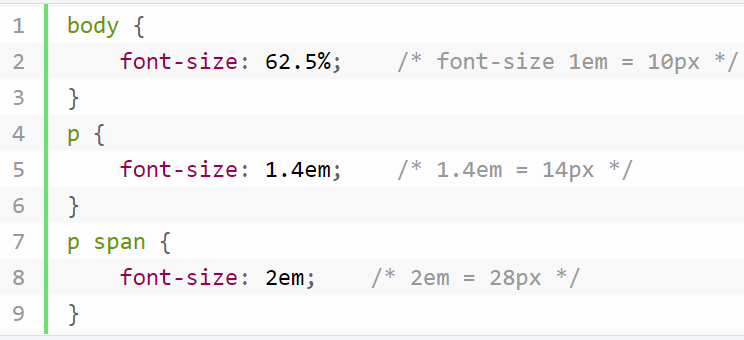 1 body {
2     font-size: 62.5%;    /* font-size 1em = 10px */
3 }
4 p {
5     font-size: 1.4em;    /* 1.4em = 14px */
6 }
7 p span {
8     font-size: 2em;    /* 2em = 28px */
9 }